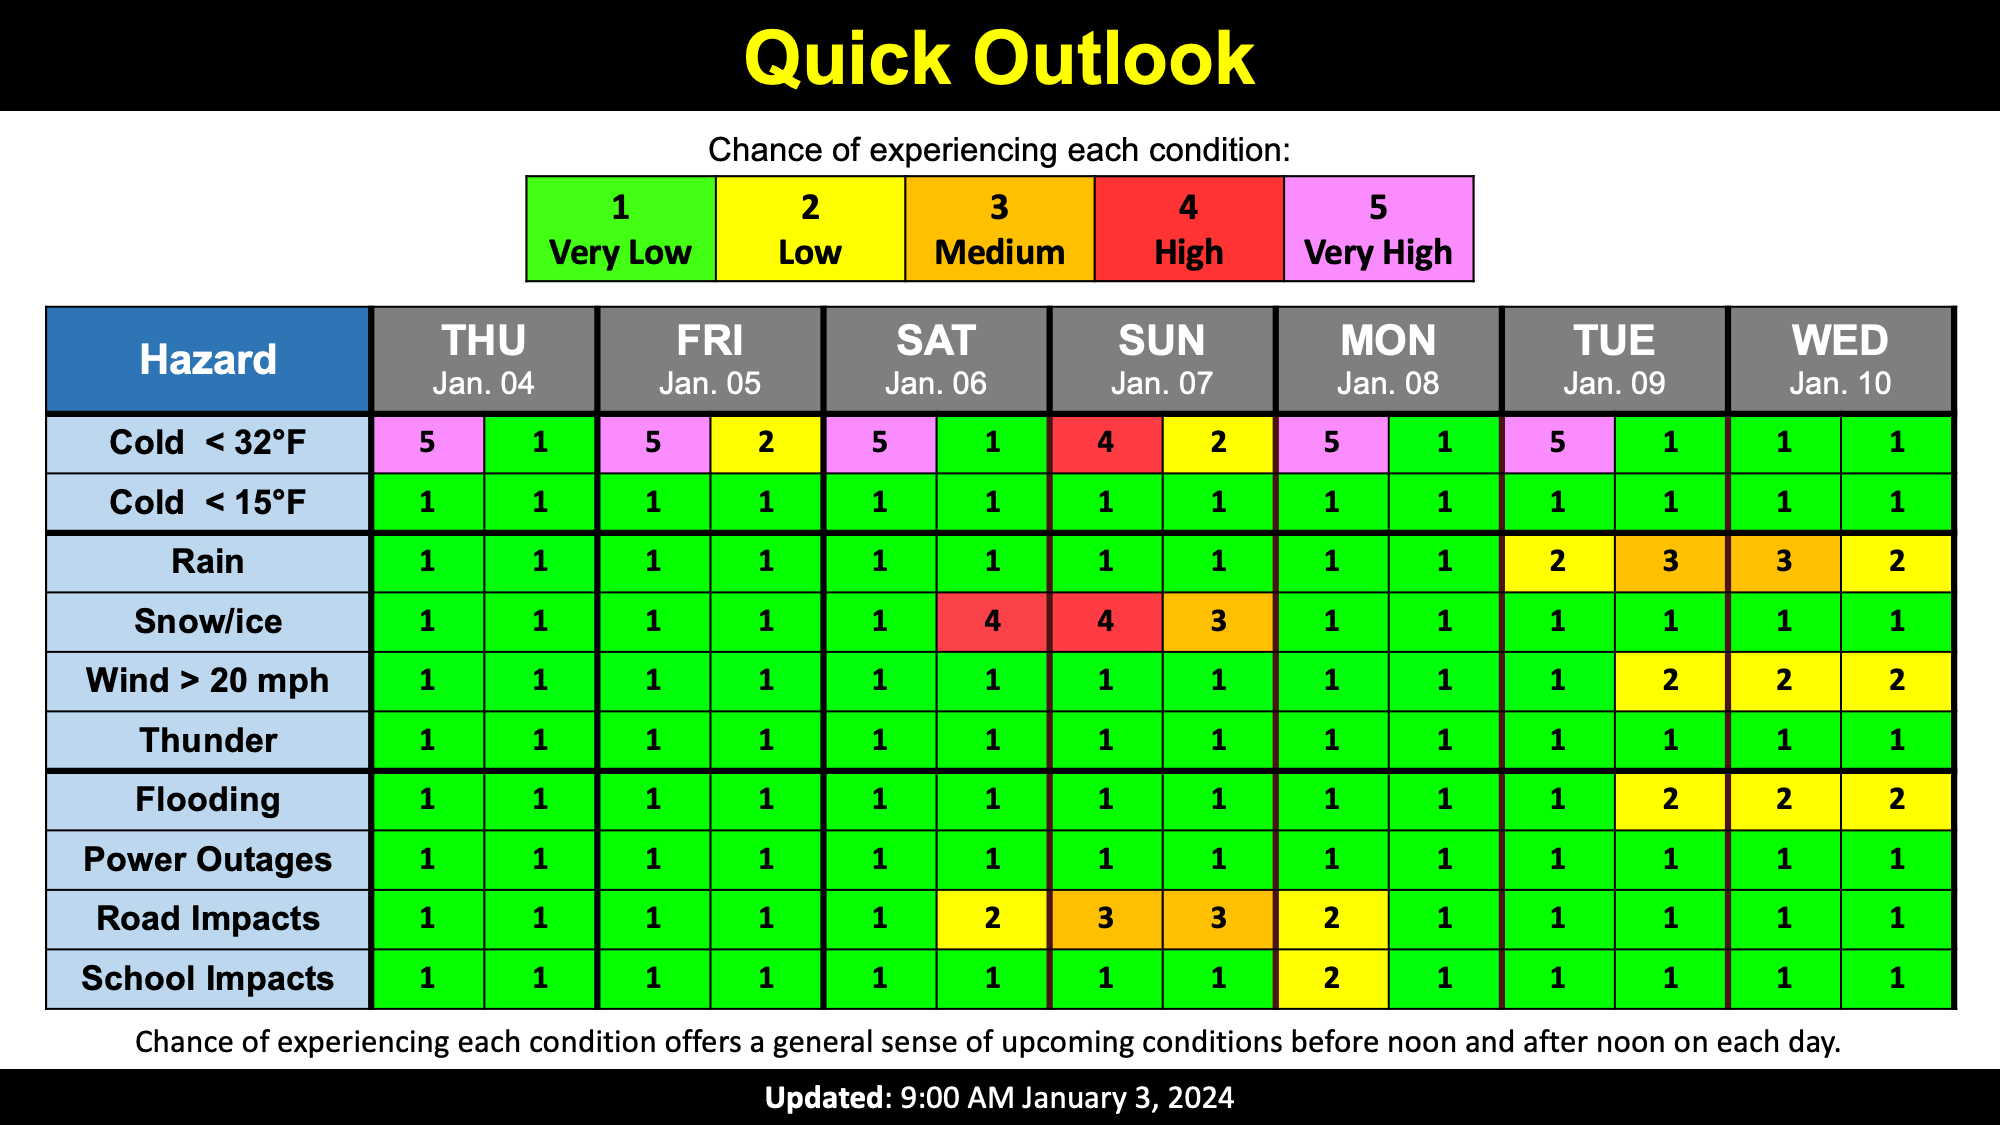 Quick Outlook
Chance of experiencing each condition:
1 2 3 4 5
Very Low Low Medium High Very High
Hazard THU FRI SAT SUN MON TUE WED
Jan. 04 Jan. 05 Jan. 06 Jan. 07 Jan. 08 Jan. 09 Jan. 10
Cold < 32°F 5 1 5 2 5 1 4 2 5 1 5 1 1 1
Cold < 15°F 1 1 1 1 1 1 1 1 1 1 1 1 1 1
Rain 1 1 1 1 1 1 1 1 1 1 2 3 3 2
Snow/ice 1 1 1 1 1 4 4 3 1 1 1 1 1 1
Wind > 20 mph 1 1 1 1 1 1 1 1 1 1 1 2 2 2
Thunder 1 1 1 1 1 1 1 1 1 1 1 1 1 1
Flooding 1 1 1 1 1 1 1 1 1 1 1 2 2 2
Power Outages 1 1 1 1 1 1 1 1 1 1 1 1 1 1
Road Impacts 1 1 1 1 1 2 3 3 2 1 1 1 1 1
School Impacts 1 1 1 1 1 1 1 1 2 1 1 1 1 1
Chance of experiencing each condition offers a general sense of upcoming conditions before noon and after noon on each day.
Updated: 9:00 AM January 3, 2024